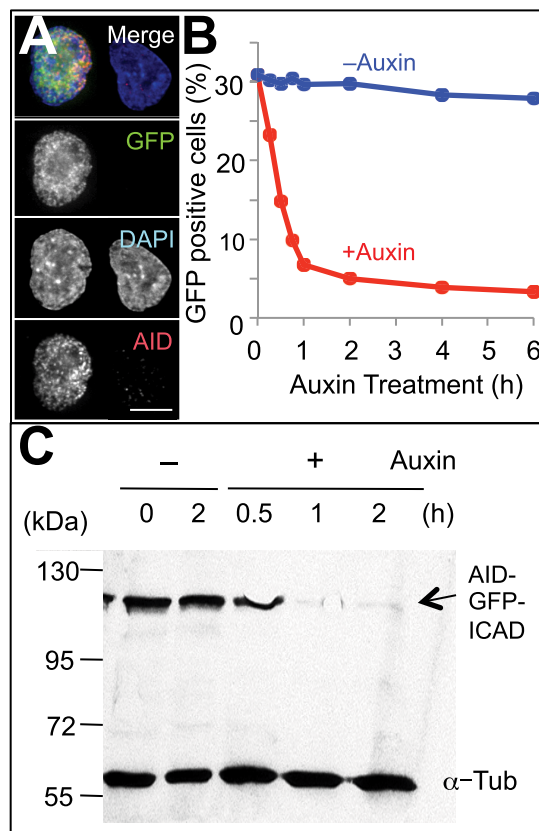 A
Merge
GFP
DAPI
AID
B
GFP positive cells (%)
30
20
10
0
–Auxin
+Auxin
0 1 2 3 4 5 6
Auxin Treatment (h)
C
– + Auxin
(kDa) 0 2 0.5 1 2 (h)
130
95
72
55
AID-
GFP-
ICAD
α–Tub